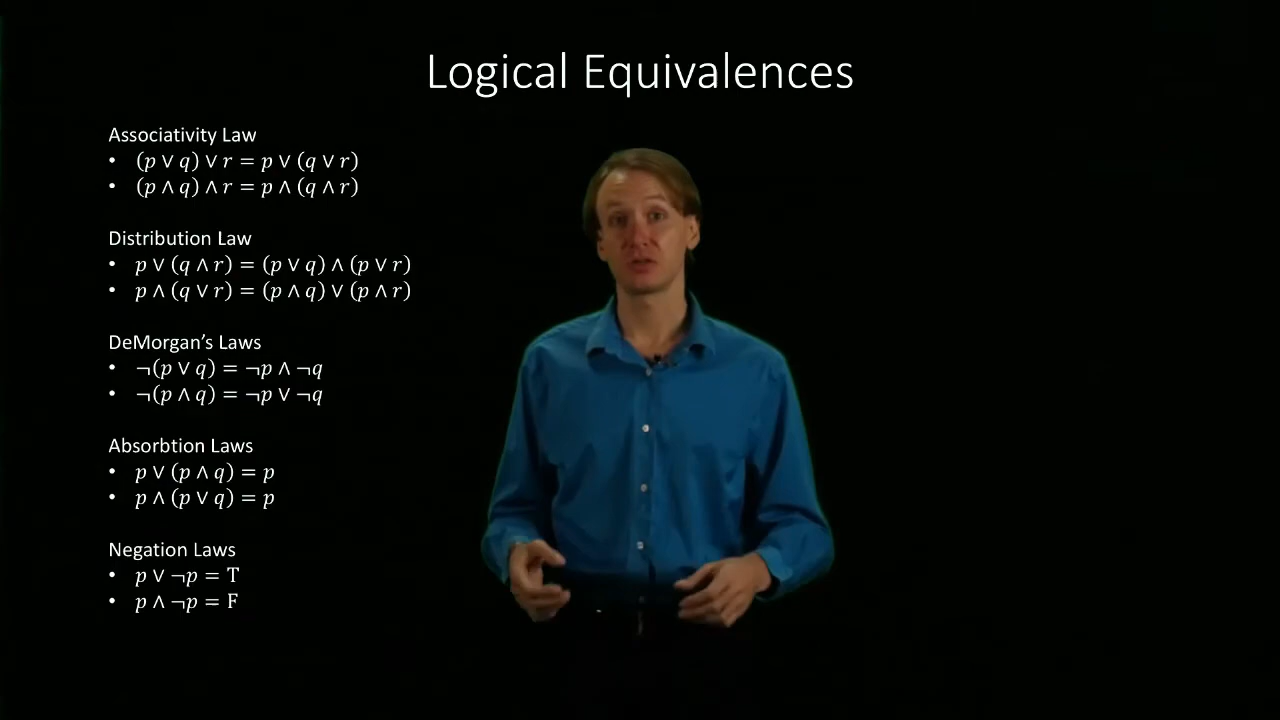 Logical Equivalences
Associativity Law
• (p ∨ q) ∨ r = p ∨ (q ∨ r)
• (p ∧ q) ∧ r = p ∧ (q ∧ r)
Distribution Law
• p ∨ (q ∧ r) = (p ∨ q) ∧ (p ∨ r)
• p ∧ (q ∨ r) = (p ∧ q) ∨ (p ∧ r)
DeMorgan’s Laws
• ¬(p ∨ q) = ¬p ∧ ¬q
• ¬(p ∧ q) = ¬p ∨ ¬q
Absorbtion Laws
• p ∨ (p ∧ q) = p
• p ∧ (p ∨ q) = p
Negation Laws
• p ∨ ¬p = T
• p ∧ ¬p = F